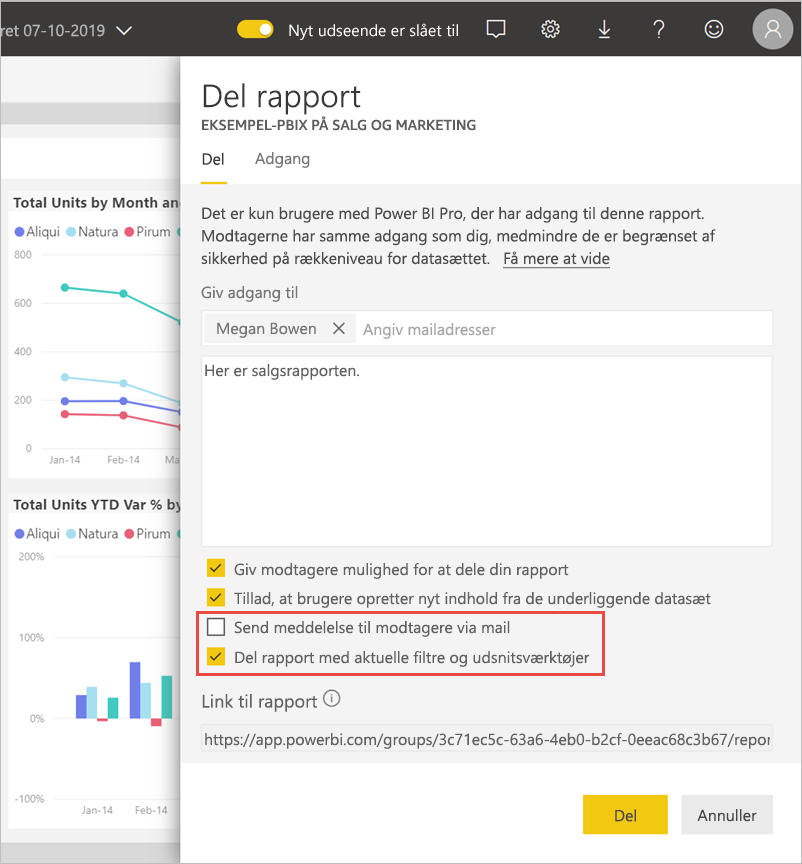 ret 07-10-2019
Nyt udseende er slået til
Del rapport
EKSEMPEL-PBIX PÅ SALG OG MARKETING
Del Adgang
Det er kun brugere med Power BI Pro, der har adgang til denne rapport.
Modtagerne har samme adgang som dig, medmindre de er begrænset af
sikkerhed på rækkeniveau for datasættet. Få mere at vide
Giv adgang til
Megan Bowen Angiv mailadresser
Her er salgsrapporten.
Giv modtagere mulighed for at dele din rapport
Tillad, at brugere opretter nyt indhold fra de underliggende datasæt
Send meddelelse til modtagere via mail
Del rapport med aktuelle filtre og udsnitsværktøjer
Link til rapport
https://app.powerbi.com/groups/3c71ec5c-63a6-4eb0-b2cf-0eeac68c3b67/repor
Del Annuller
Total Units by Month an
Aliqui Natura Pirum
800
600
400
200
0
Jan-14 Feb-14 Ma
Total Units YTD Var % by
Aliqui Natura Pirum
200%
100%
0%
-100%
Jan-14 Feb-14